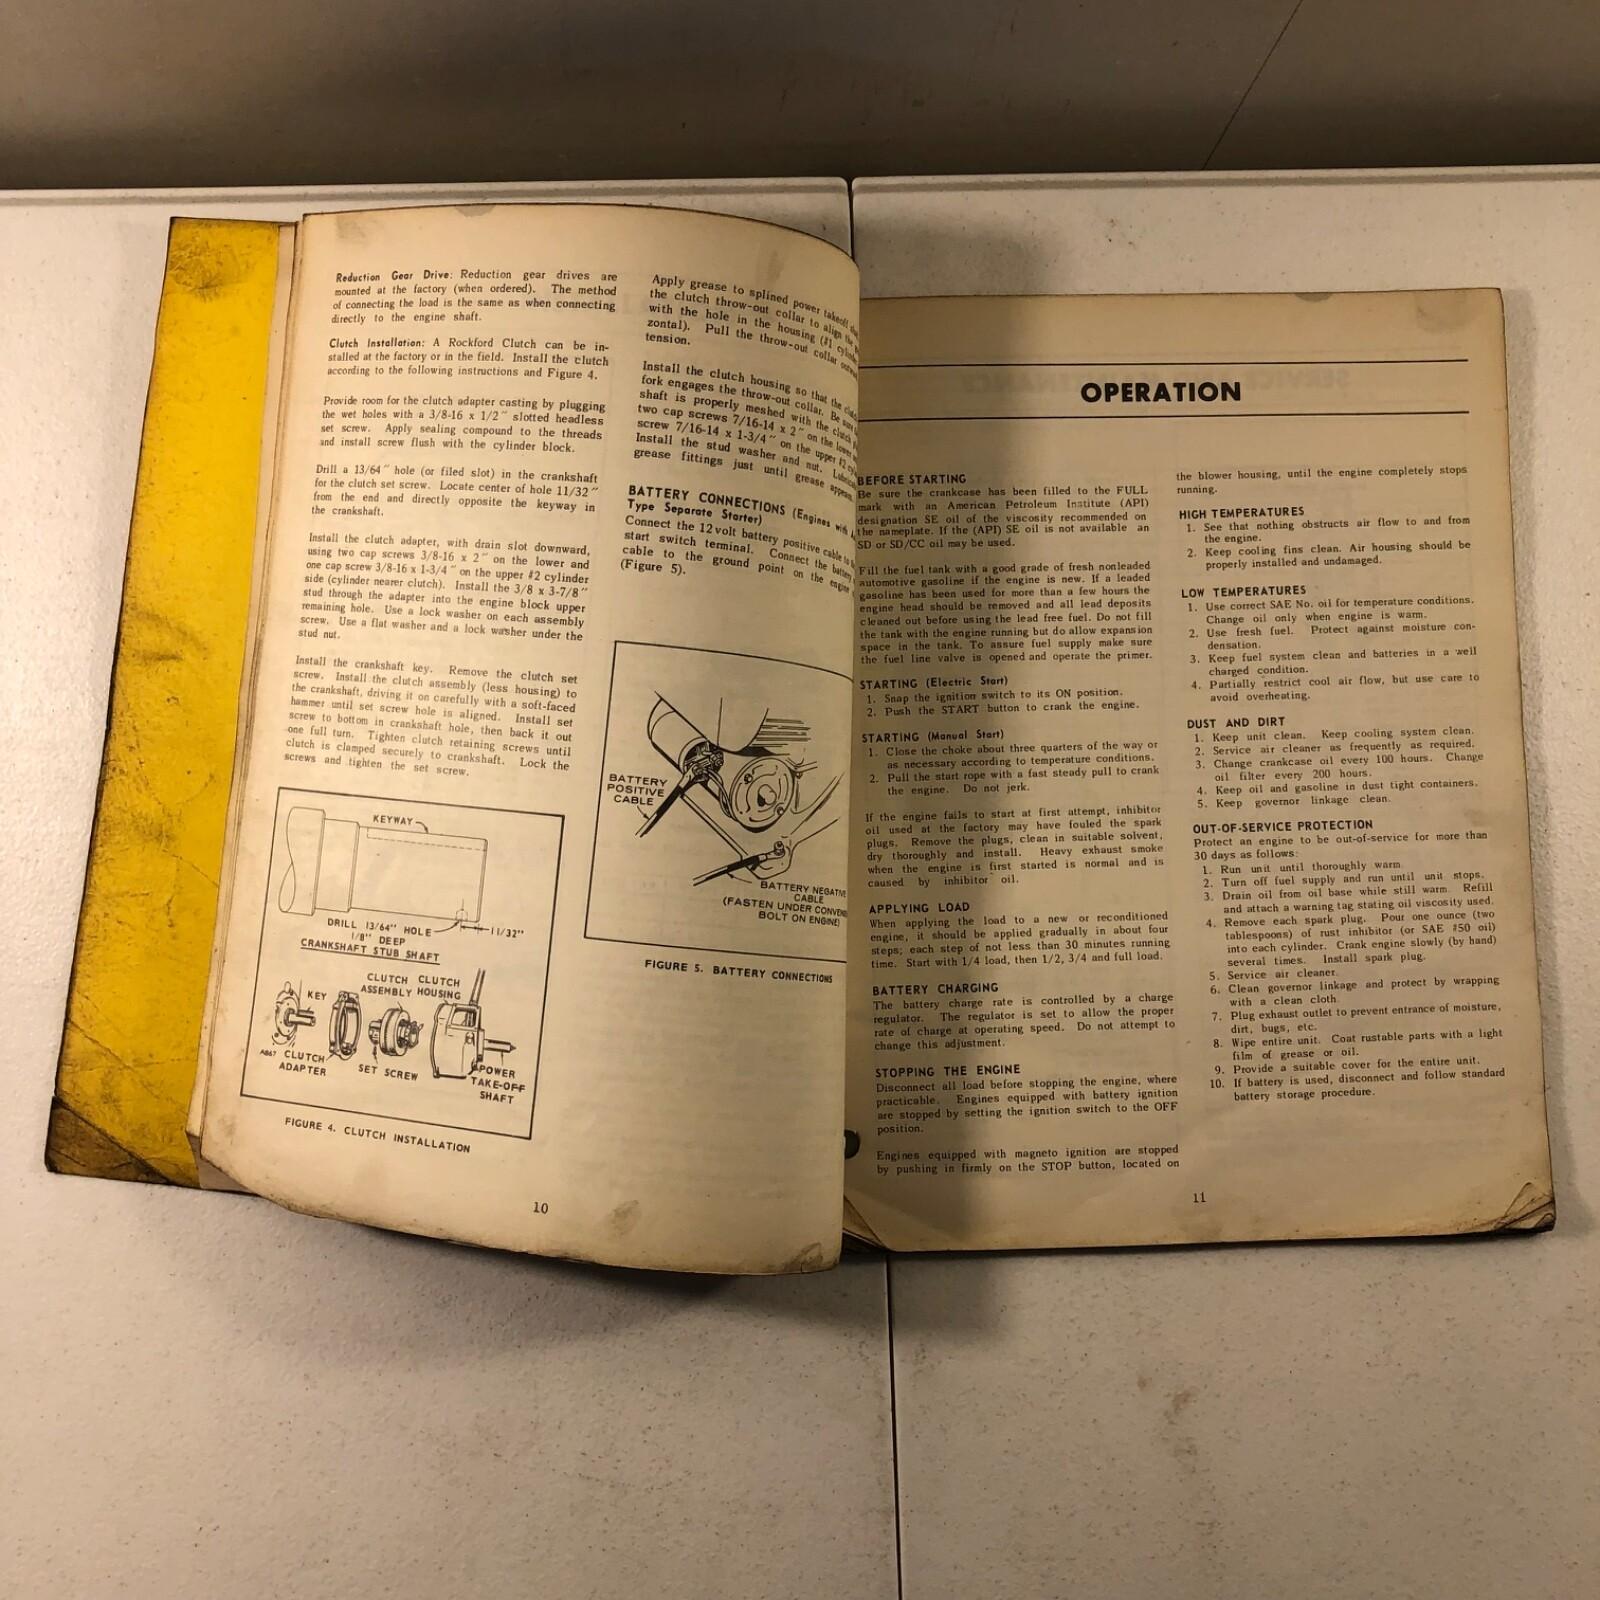 Reduction Gear Drive: Reduction gear drives are
mounted at the factory (when ordered). The method
of connecting the load is the same as when connecting
directly to the engine shaft.
Clutch Installation: A Rockford Clutch can be in-
stalled at the factory or in the field. Install the clutch
according to the following instructions and Figure 4.
Provide room for the clutch adapter casting by plugging
the wet holes with a 3/8-16 x 1/2" slotted headless
set screw. Apply sealing compound to the threads
and install screw flush with the cylinder block.
Drill a 13/64" hole (or filed slot) in the crankshaft
for the clutch set screw. Locate center of hole 11/32"
from the end and directly opposite the keyway in
the crankshaft.
Install the clutch adapter, with drain slot downward,
using two cap screws 3/8-16 x 2" on the lower and
one cap screw 3/8-16 x 1-3/4" on the upper #2 cylinder
side (cylinder nearer clutch). Install the 3/8 x 3-7/8"
stud through the adapter into the engine block upper
remaining hole. Use a lock washer on each assembly
screw. Use a flat washer and a lock washer under the
stud nut.
Install the crankshaft key. Remove the clutch set
screw. Install the clutch assembly (less housing) to
the crankshaft, driving it on carefully with a soft-faced
hammer until set screw hole is aligned. Install set
screw to bottom in crankshaft hole, then back it out
one full turn. Tighten clutch retaining screws until
clutch is clamped securely to crankshaft. Lock the
screws and tighten the set screw.
KEYWAY
DRILL 13/64" HOLE
1/8" DEEP
11/32"
CRANKSHAFT STUB SHAFT
CLUTCH ASSEMBLY
CLUTCH HOUSING
KEY
A867
CLUTCH ADAPTER
SET SCREW
POWER
TAKE-OFF
SHAFT
FIGURE 4. CLUTCH INSTALLATION
Apply grease to splined power takeoff
the clutch throw-out collar to align the
with the hole in the housing (#1 cylinder
zontal). Pull the throw-out collar
tension.
Install the clutch housing so that the
fork engages the throw-out collar. Be sure
shaft is properly meshed with the clutch
two cap screws 7/16-14 x 2" on the lower
screw 7/16-14 x 1-3/4" on the upper #2
Install the stud washer and nut.
grease fittings just until grease appears.
BATTERY CONNECTIONS (Engines with
Type Separate Starter)
Connect the 12 volt battery positive cable to
start switch terminal. Connect the battery
cable to the ground point on the engine
(Figure 5).
BATTERY
POSITIVE
CABLE
BATTERY NEGATIVE
CABLE
(FASTEN UNDER
BOLT ON ENGINE)
FIGURE 5. BATTERY CONNECTIONS
10
OPERATION
BEFORE STARTING
Be sure the crankcase has been filled to the FULL
mark with an American Petroleum Institute (API)
designation SE oil of the viscosity recommended on
the nameplate. If the (API) SE oil is not available an
SD or SD/CC oil may be used.
Fill the fuel tank with a good grade of fresh nonleaded
automotive gasoline if the engine is new. If a leaded
gasoline has been used for more than a few hours the
engine head should be removed and all lead deposits
cleaned out before using the lead free fuel. Do not fill
the tank with the engine running but do allow expansion
space in the tank. To assure fuel supply make sure
the fuel line valve is opened and operate the primer.
STARTING (Electric Start)
1. Snap the ignition switch to its ON position.
2. Push the START button to crank the engine.
STARTING (Manual Start)
1. Close the choke about three quarters of the way or
as necessary according to temperature conditions.
2. Pull the start rope with a fast steady pull to crank
the engine. Do not jerk.
If the engine fails to start at first attempt, inhibitor
oil used at the factory may have fouled the spark
plugs. Remove the plugs, clean in suitable solvent,
dry thoroughly and install. Heavy exhaust smoke
when the engine is first started is normal and is
caused by inhibitor oil.
APPLYING LOAD
When applying the load to a new or reconditioned
engine, it should be applied gradually in about four
steps; each step of not less than 30 minutes running
time. Start with 1/4 load, then 1/2, 3/4 and full load.
BATTERY CHARGING
The battery charge rate is controlled by a charge
regulator. The regulator is set to allow the proper
rate of charge at operating speed. Do not attempt to
change this adjustment.
STOPPING THE ENGINE
Disconnect all load before stopping the engine, where
practicable. Engines equipped with battery ignition
are stopped by setting the ignition switch to the OFF
position.
Engines equipped with magneto ignition are stopped
by pushing in firmly on the STOP button, located on
the blower housing, until the engine completely stops
running.
HIGH TEMPERATURES
1. See that nothing obstructs air flow to and from
the engine.
2. Keep cooling fins clean. Air housing should be
properly installed and undamaged.
LOW TEMPERATURES
1. Use correct SAE No. oil for temperature conditions.
Change oil only when engine is warm.
2. Use fresh fuel. Protect against moisture con-
densation.
3. Keep fuel system clean and batteries in a well
charged condition.
4. Partially restrict cool air flow, but use care to
avoid overheating.
DUST AND DIRT
1. Keep unit clean. Keep cooling system clean.
2. Service air cleaner as frequently as required.
3. Change crankcase oil every 100 hours. Change
oil filter every 200 hours.
4. Keep oil and gasoline in dust tight containers.
5. Keep governor linkage clean.
OUT-OF-SERVICE PROTECTION
Protect an engine to be out-of-service for more than
30 days as follows:
1. Run unit until thoroughly warm.
2. Turn off fuel supply and run until unit stops.
3. Drain oil from oil base while still warm. Refill
and attach a warning tag stating oil viscosity used.
4. Remove each spark plug. Pour one ounce (two
tablespoons) of rust inhibitor (or SAE #50 oil)
into each cylinder. Crank engine slowly (by hand)
several times. Install spark plug.
5. Service air cleaner.
6. Clean governor linkage and protect by wrapping
with a clean cloth.
7. Plug exhaust outlet to prevent entrance of moisture,
dirt, bugs, etc.
8. Wipe entire unit. Coat rustable parts with a light
film of grease or oil.
9. Provide a suitable cover for the entire unit.
10. If battery is used, disconnect and follow standard
battery storage procedure.
11